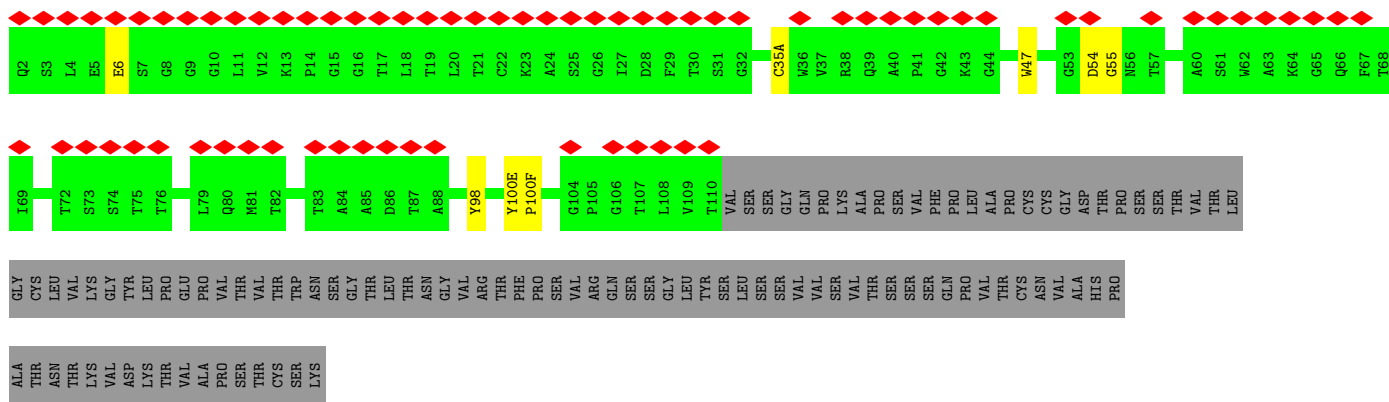 Q2 S3 L4 E5 E6 S7 G8 G9 G10 L11 V12 K13 P14 G15 G16 T17 L18 T19 L20 T21 C22 K23 A24 S25 G26 I27 D28 F29 T30 S31 G32 C35A W36 V37 R38 Q39 A40 P41 G42 K43 G44 W47 G53 D54 G55 N56 T57 A60 S61 W62 A63 K64 G65 Q66 F67 T68
I69 T72 S73 S74 T75 T76 L79 Q80 M81 T82 T83 A84 A85 D86 T87 A88 Y98 Y100E P100F G104 P105 G106 T107 L108 V109 T110 VAL SER SER GLY GLN PRO LYS ALA PRO SER VAL PHE PRO LEU ALA PRO CYS CYS GLY ASP THR PRO SER SER THR VAL THR LEU
GLY CYS LEU VAL LYS GLY TYR LEU PRO GLU PRO VAL THR VAL THR TRP ASN SER GLY THR LEU THR ASN GLY VAL ARG THR PHE PRO SER VAL ARG GLN SER SER GLY LEU TYR SER LEU SER SER VAL VAL SER VAL THR SER SER SER GLN PRO VAL THR CYS ASN VAL ALA HIS PRO
ALA THR ASN THR LYS VAL ASP LYS THR VAL ALA PRO SER THR CYS SER LYS